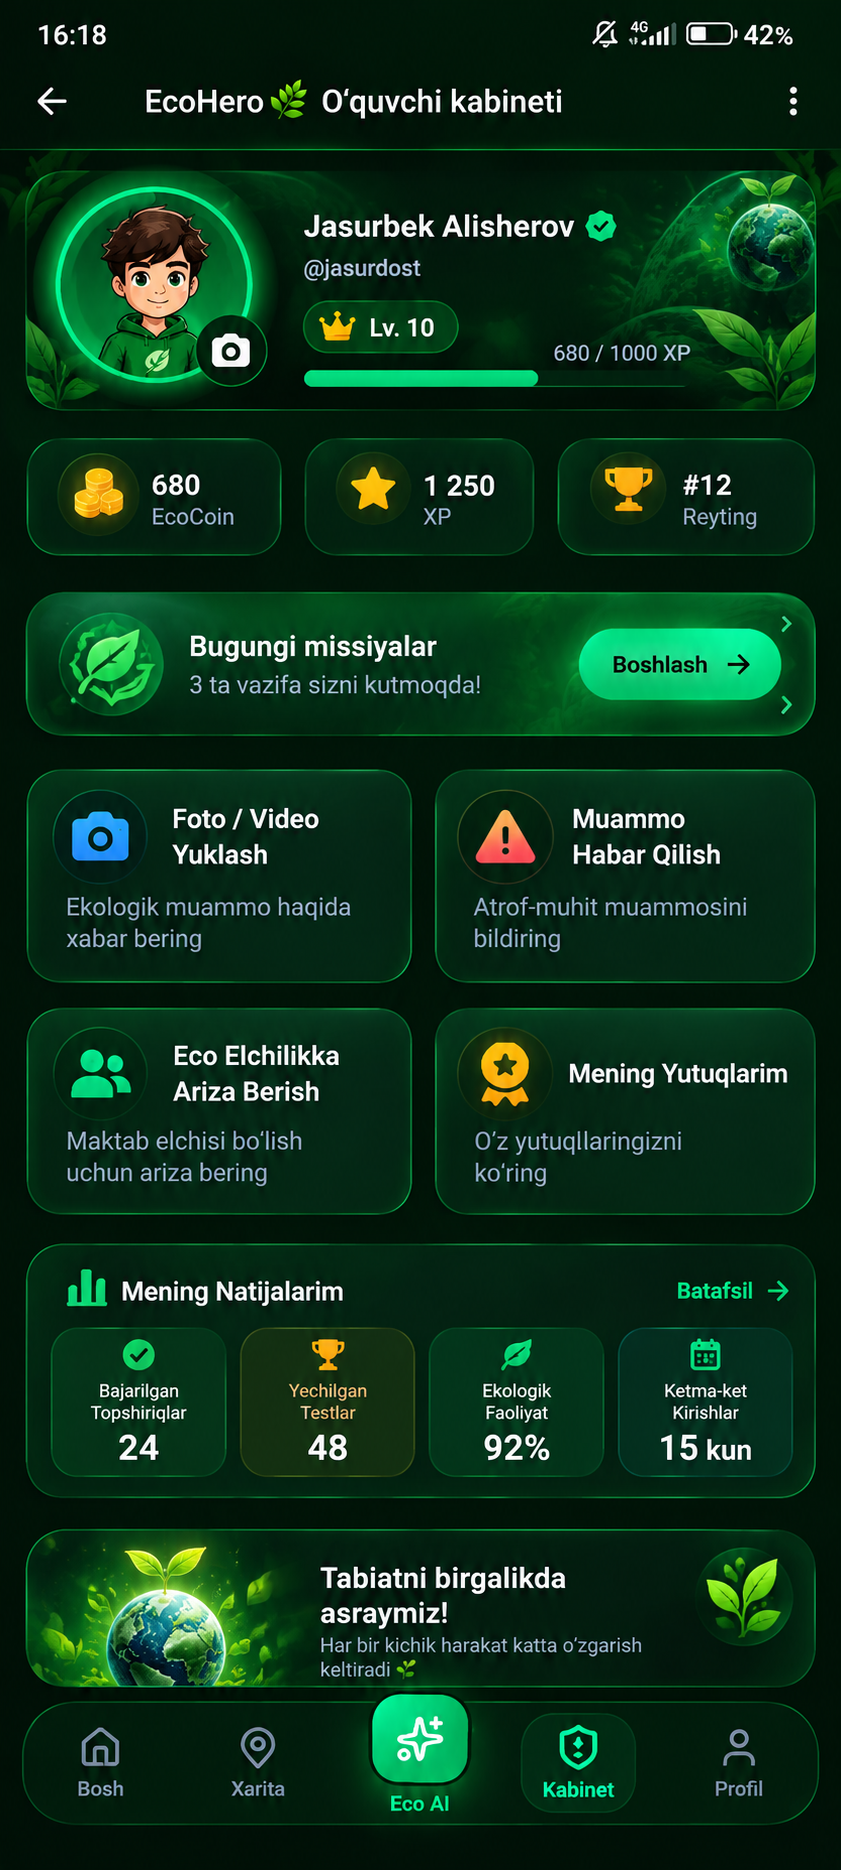 16:18
4G
42%
EcoHero O‘quvchi kabineti
Jasurbek Alisherov
@jasurdost
Lv. 10
680 / 1000 XP
680
EcoCoin
1 250
XP
#12
Reyting
Bugungi missiyalar
3 ta vazifa sizni kutmoqda!
Boshlash →
Foto / Video
Yuklash
Ekologik muammo haqida
xabar bering
Muammo
Habar Qilish
Atrof-muhit muammosini
bildiring
Eco Elchilikka
Ariza Berish
Maktab elchisi bo‘lish
uchun ariza bering
Mening Yutuqlarim
O‘z yutuqllaringizni
ko‘ring
Mening Natijalarim
Batafsil →
Bajarilgan
Topshiriqlar
24
Yechilgan
Testlar
48
Ekologik
Faoliyat
92%
Ketma-ket
Kirishlar
15 kun
Tabiatni birgalikda
asraymiz!
Har bir kichik harakat katta o‘zgarish
keltiradi
Bosh
Xarita
Eco AI
Kabinet
Profil